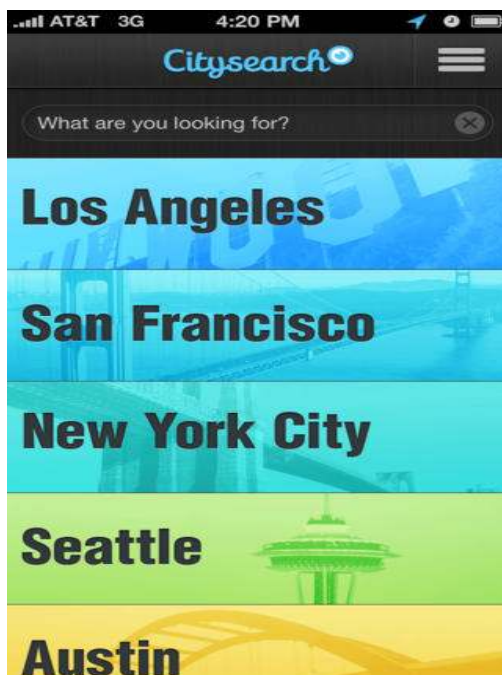 AT&T 3G 4:20 PM
Citysearch
What are you looking for?
Los Angeles
San Francisco
New York City
Seattle
Austin